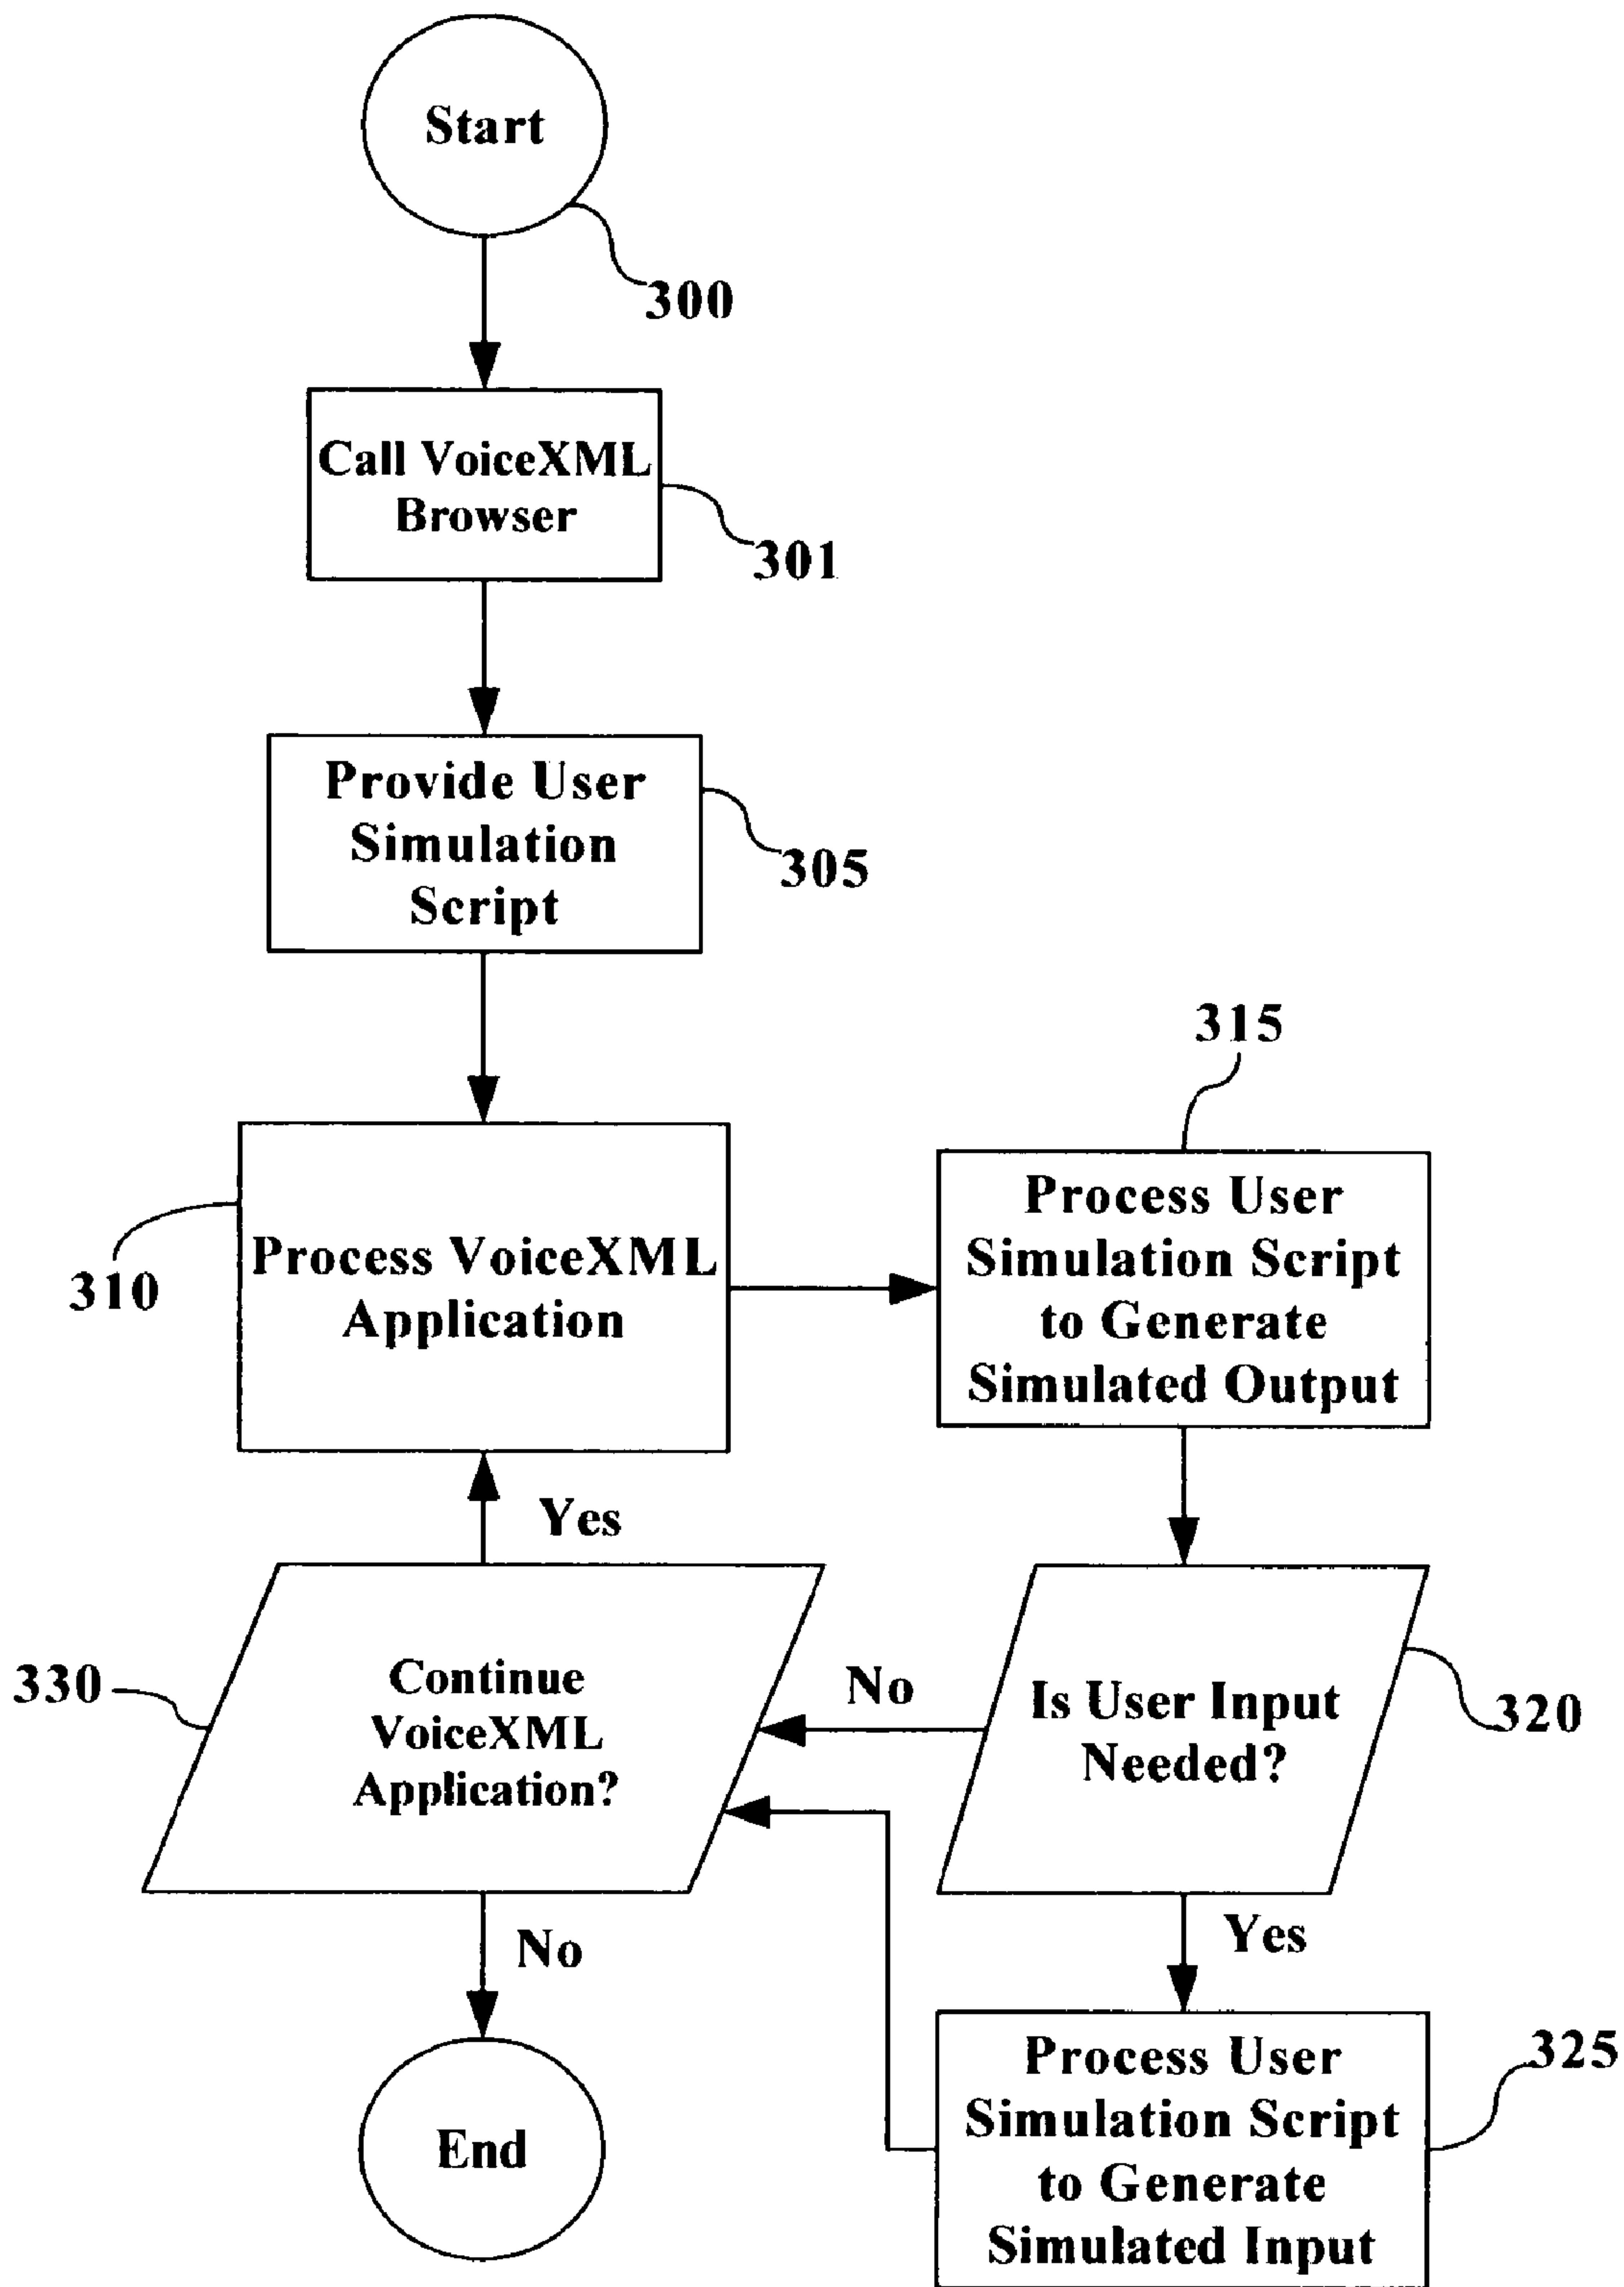 Start
300
Call VoiceXML
Browser
301
Provide User
Simulation
Script
305
315
Process VoiceXML
Application
310
Process User
Simulation Script
to Generate
Simulated Output
Yes
330
Continue
VoiceXML
Application?
No
Is User Input
Needed?
320
No
Yes
End
Process User
Simulation Script
to Generate
Simulated Input
325